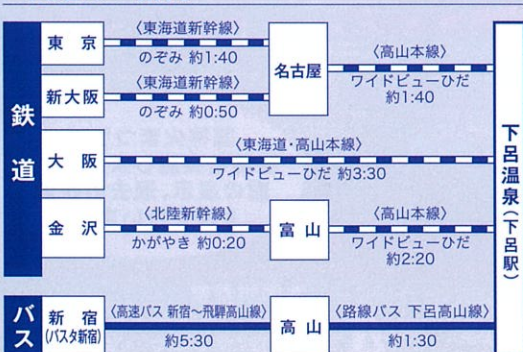 鉄道
東京
〈東海道新幹線〉
のぞみ 約1:40
新大阪
〈東海道新幹線〉
のぞみ 約0:50
名古屋
〈高山本線〉
ワイドビューひだ
約1:40
大阪
〈東海道・高山本線〉
ワイドビューひだ 約3:30
金沢
〈北陸新幹線〉
かがやき 約0:20
富山
〈高山本線〉
ワイドビューひだ
約2:20
バス
新宿
(バスタ新宿)
〈高速バス 新宿〜飛騨高山線〉
約5:30
高山
〈路線バス 下呂高山線〉
約1:30
下呂温泉(下呂駅)